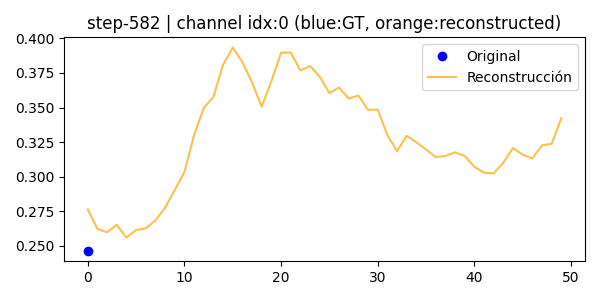 step-582 | channel idx:0 (blue:GT, orange:reconstructed)
Original
Reconstrucción
0.400
0.375
0.350
0.325
0.300
0.275
0.250
0 10 20 30 40 50